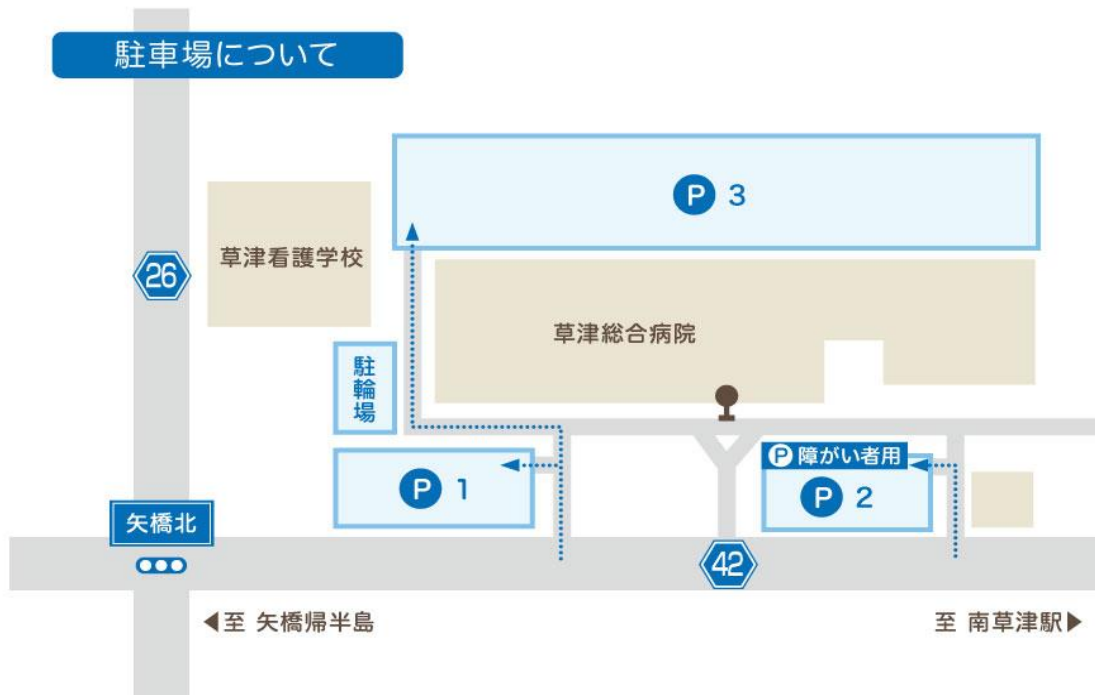 駐車場について
P 3
草津看護学校
26
草津総合病院
駐輪場
P 障がい者用
P 1
P 2
矢橋北
42
◀至 矢橋帰半島
至 南草津駅▶